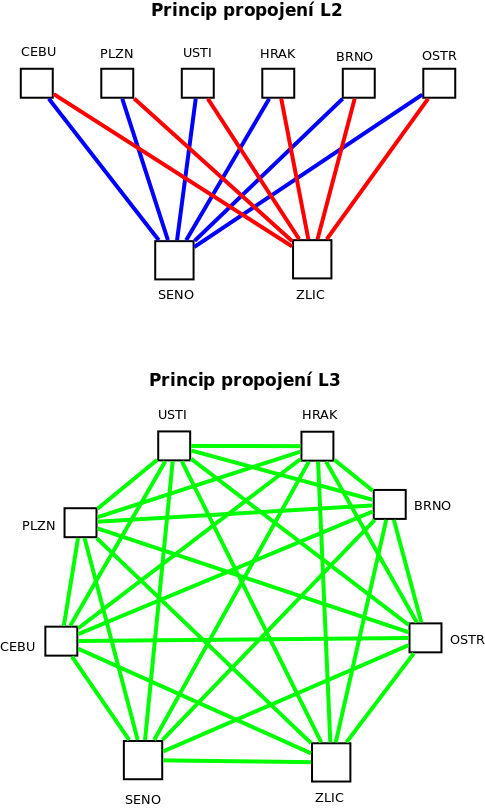 Princip propojení L2
CEBU PLZN USTI HRAK BRNO OSTR
SENO ZLIC
Princip propojení L3
USTI HRAK
PLZN BRNO
CEBU OSTR
SENO ZLIC